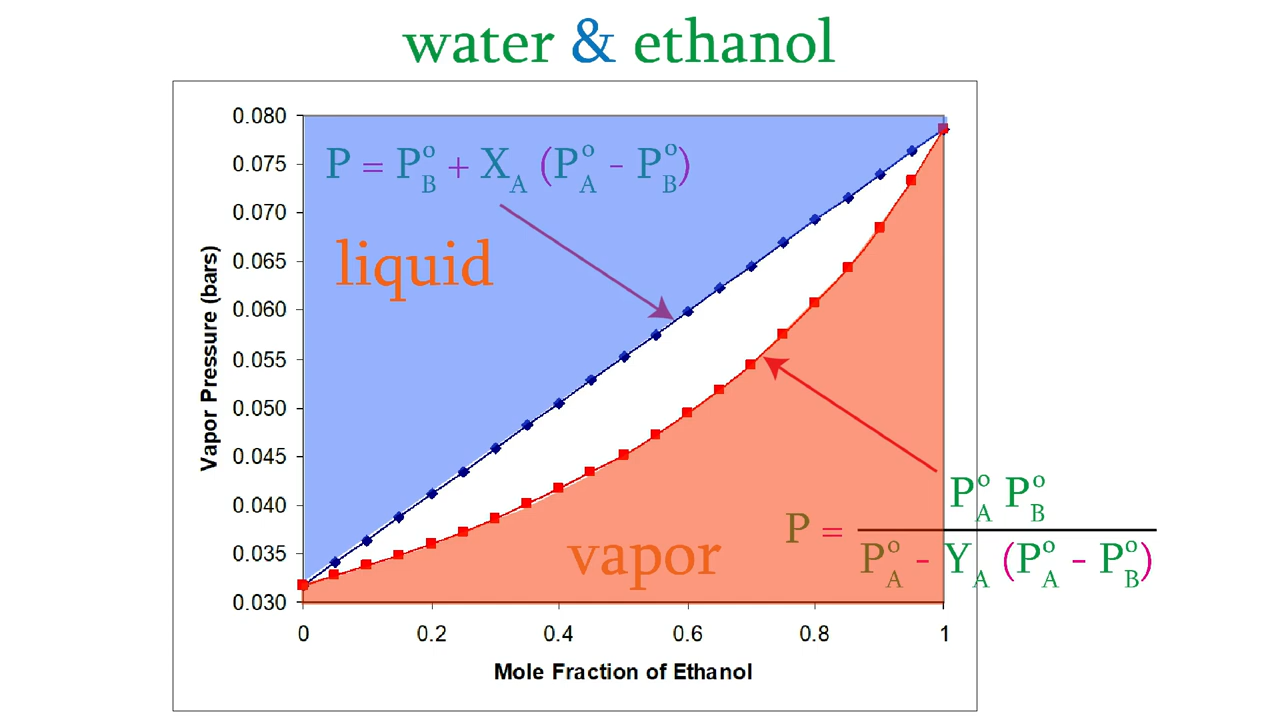 water & ethanol
0.080
0.075
0.070
0.065
0.060
0.055
0.050
0.045
0.040
0.035
0.030
Vapor Pressure (bars)
P = P°B + XA (P°A - P°B)
liquid
vapor
P = P°A P°B / P°A - YA (P°A - P°B)
0 0.2 0.4 0.6 0.8 1
Mole Fraction of Ethanol